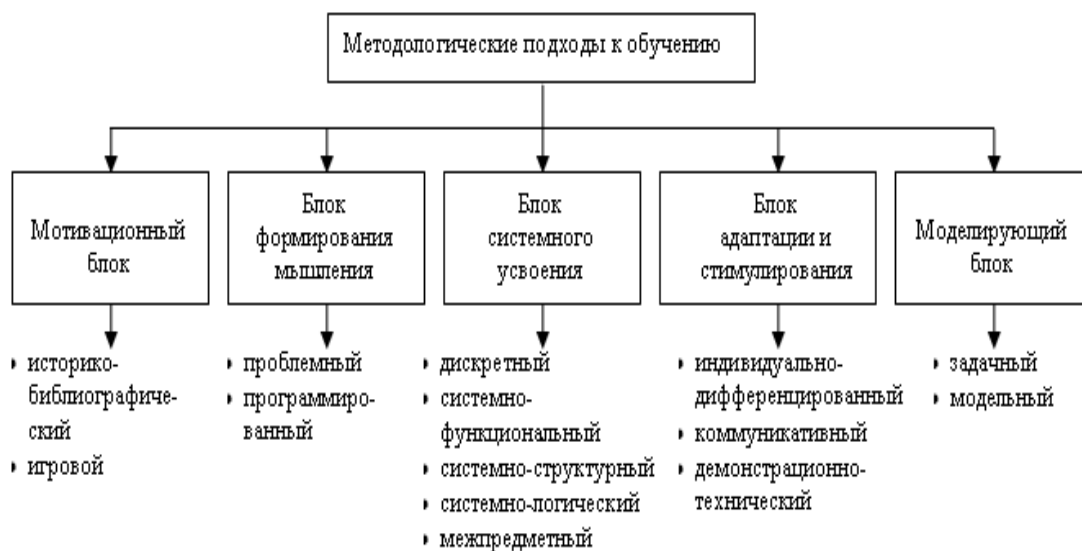 Методологические подходы к обучению
Мотивационный
блок
Блок
формирования
мышления
Блок
системного
усвоения
Блок
адаптации и
стимулирования
Моделирующий
блок
историко-
библиографиче-
ский
игровой
проблемный
программиро-
ванный
дискретный
системно-
функциональный
системно-структурный
системно-логический
межпредметный
индивидуально-
дифференцированный
коммуникативный
демонстрационно-
технический
задачный
модельный